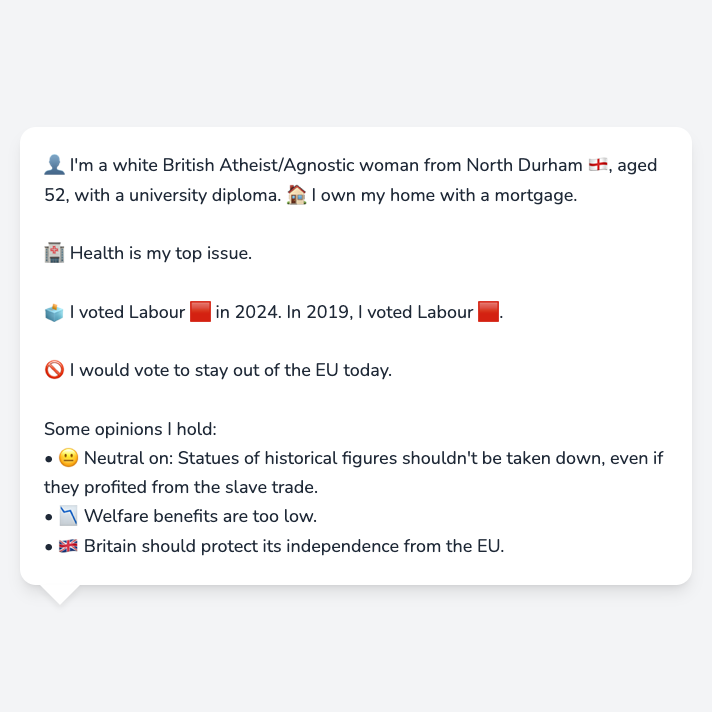 👤 I'm a white British Atheist/Agnostic woman from North Durham 🏴󠁧󠁢󠁥󠁮󠁧󠁿, aged
52, with a university diploma. 🏠 I own my home with a mortgage.
🏥 Health is my top issue.
🗳️ I voted Labour 🟥 in 2024. In 2019, I voted Labour 🟥.
🚫 I would vote to stay out of the EU today.
Some opinions I hold:
• 😐 Neutral on: Statues of historical figures shouldn't be taken down, even if
they profited from the slave trade.
• 📉 Welfare benefits are too low.
• 🇬🇧 Britain should protect its independence from the EU.